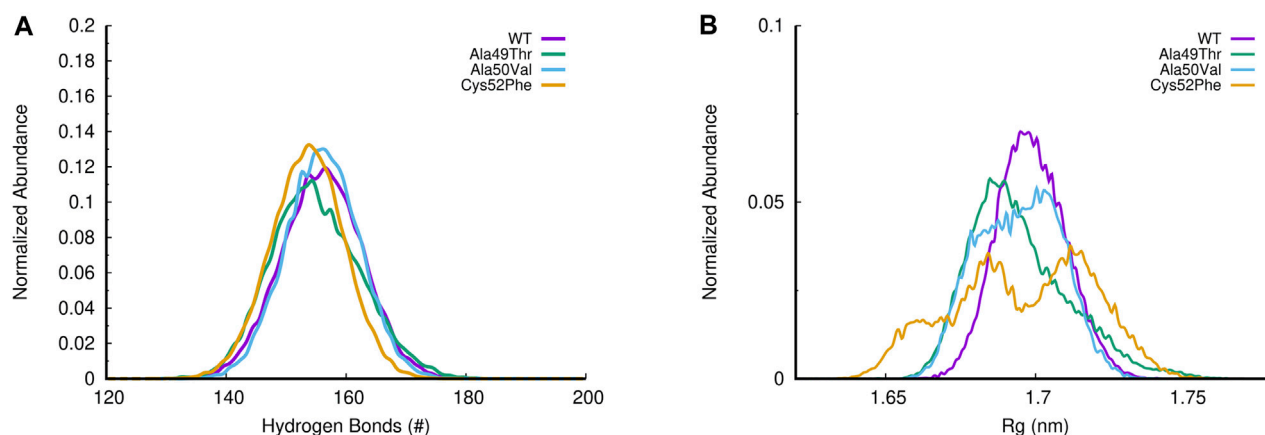 A
Normalized Abundance
0.2
0.18
0.16
0.14
0.12
0.1
0.08
0.06
0.04
0.02
0
120
140
160
180
200
Hydrogen Bonds (#)
WT
Ala49Thr
Ala50Val
Cys52Phe
B
Normalized Abundance
0.1
0.05
0
1.65
1.7
1.75
Rg (nm)
WT
Ala49Thr
Ala50Val
Cys52Phe